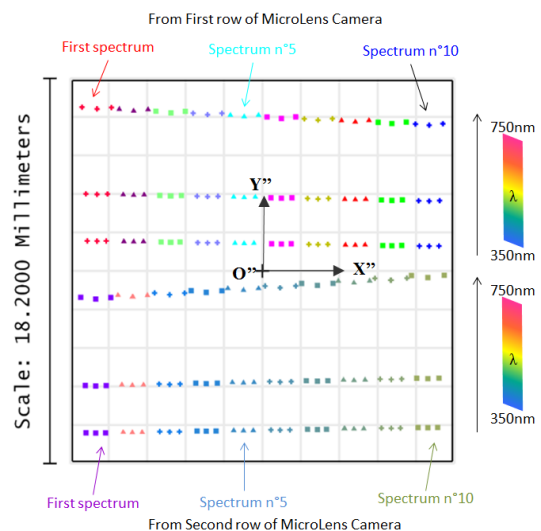 From First row of MicroLens Camera
First spectrum
Spectrum n°5
Spectrum n°10
Scale: 18.2000 Millimeters
Y”
O”
X”
750nm
λ
350nm
750nm
λ
350nm
First spectrum
Spectrum n°5
Spectrum n°10
From Second row of MicroLens Camera